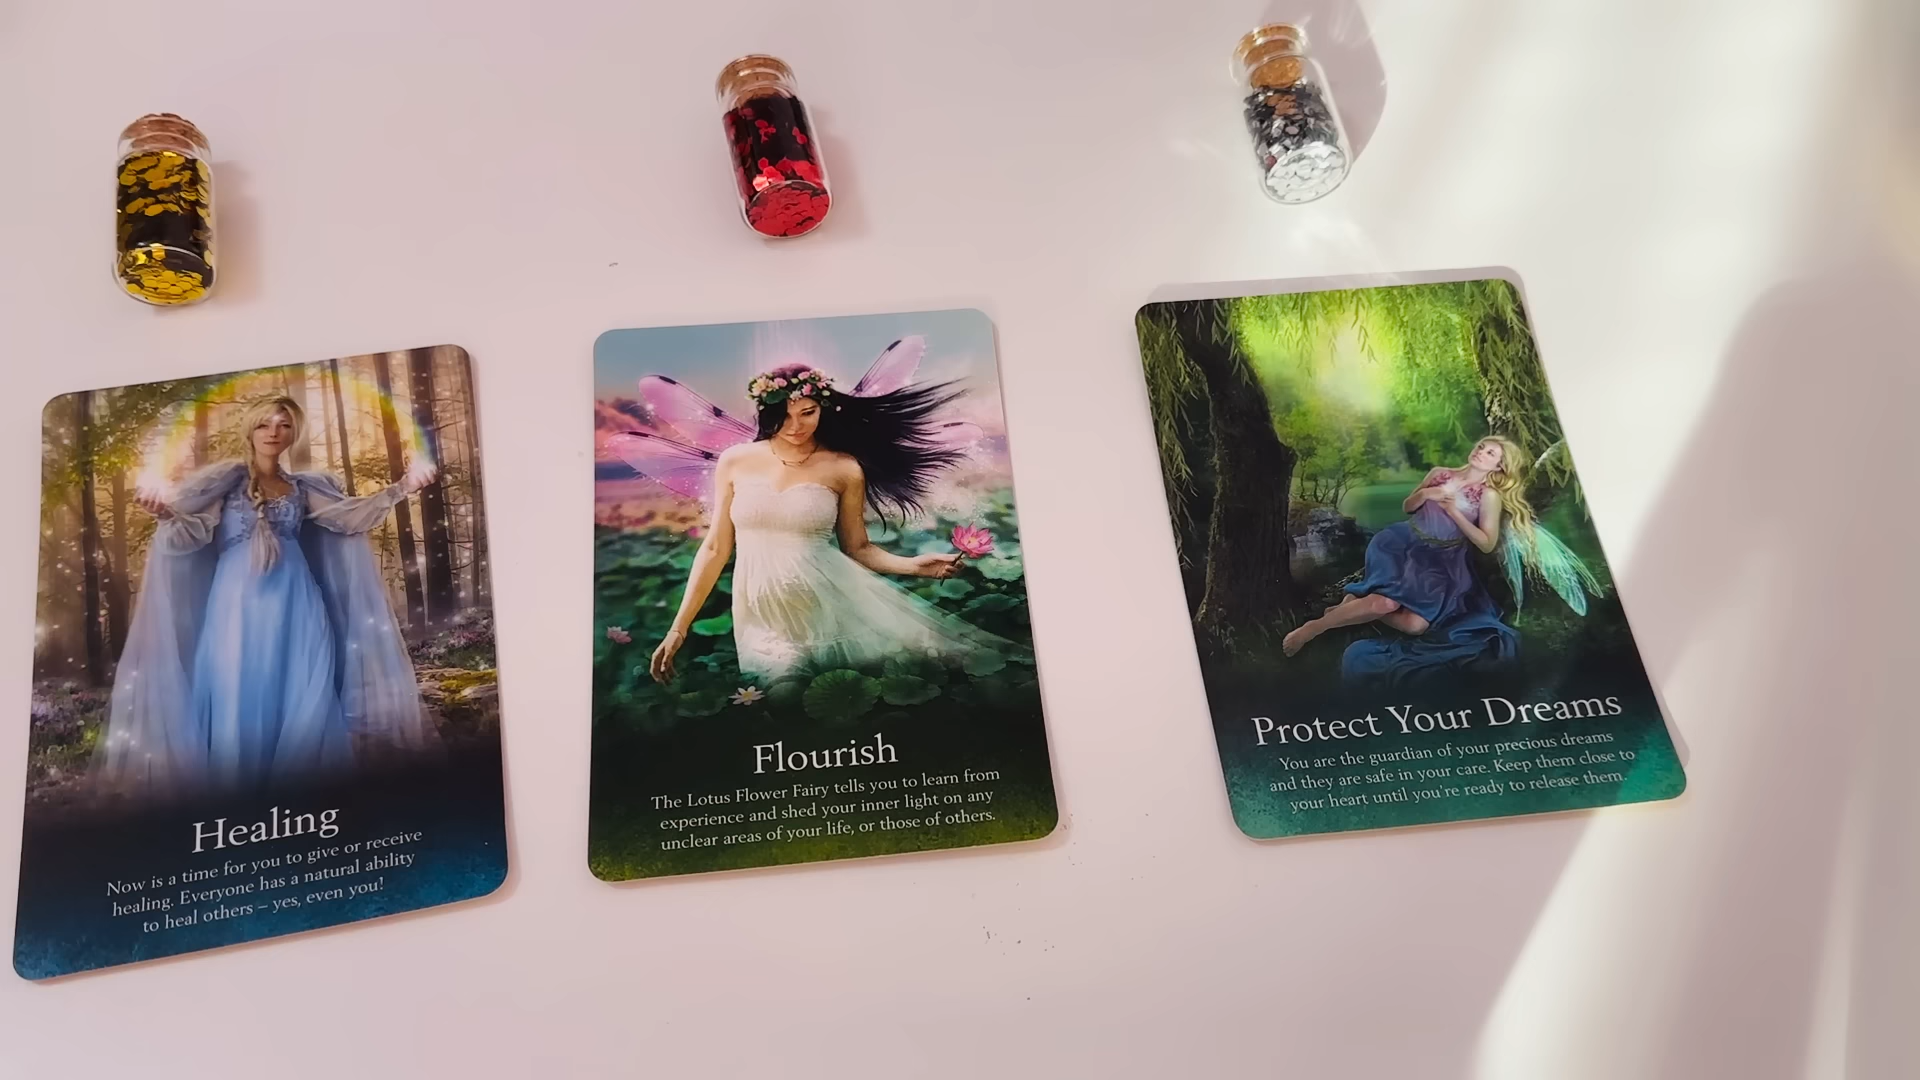 Healing
Now is a time for you to give or receive
healing. Everyone has a natural ability
to heal others – yes, even you!
Flourish
The Lotus Flower Fairy tells you to learn from
experience and shed your inner light on any
unclear areas of your life, or those of others.
Protect Your Dreams
You are the guardian of your precious dreams
and they are safe in your care. Keep them close to
your heart until you're ready to release them.